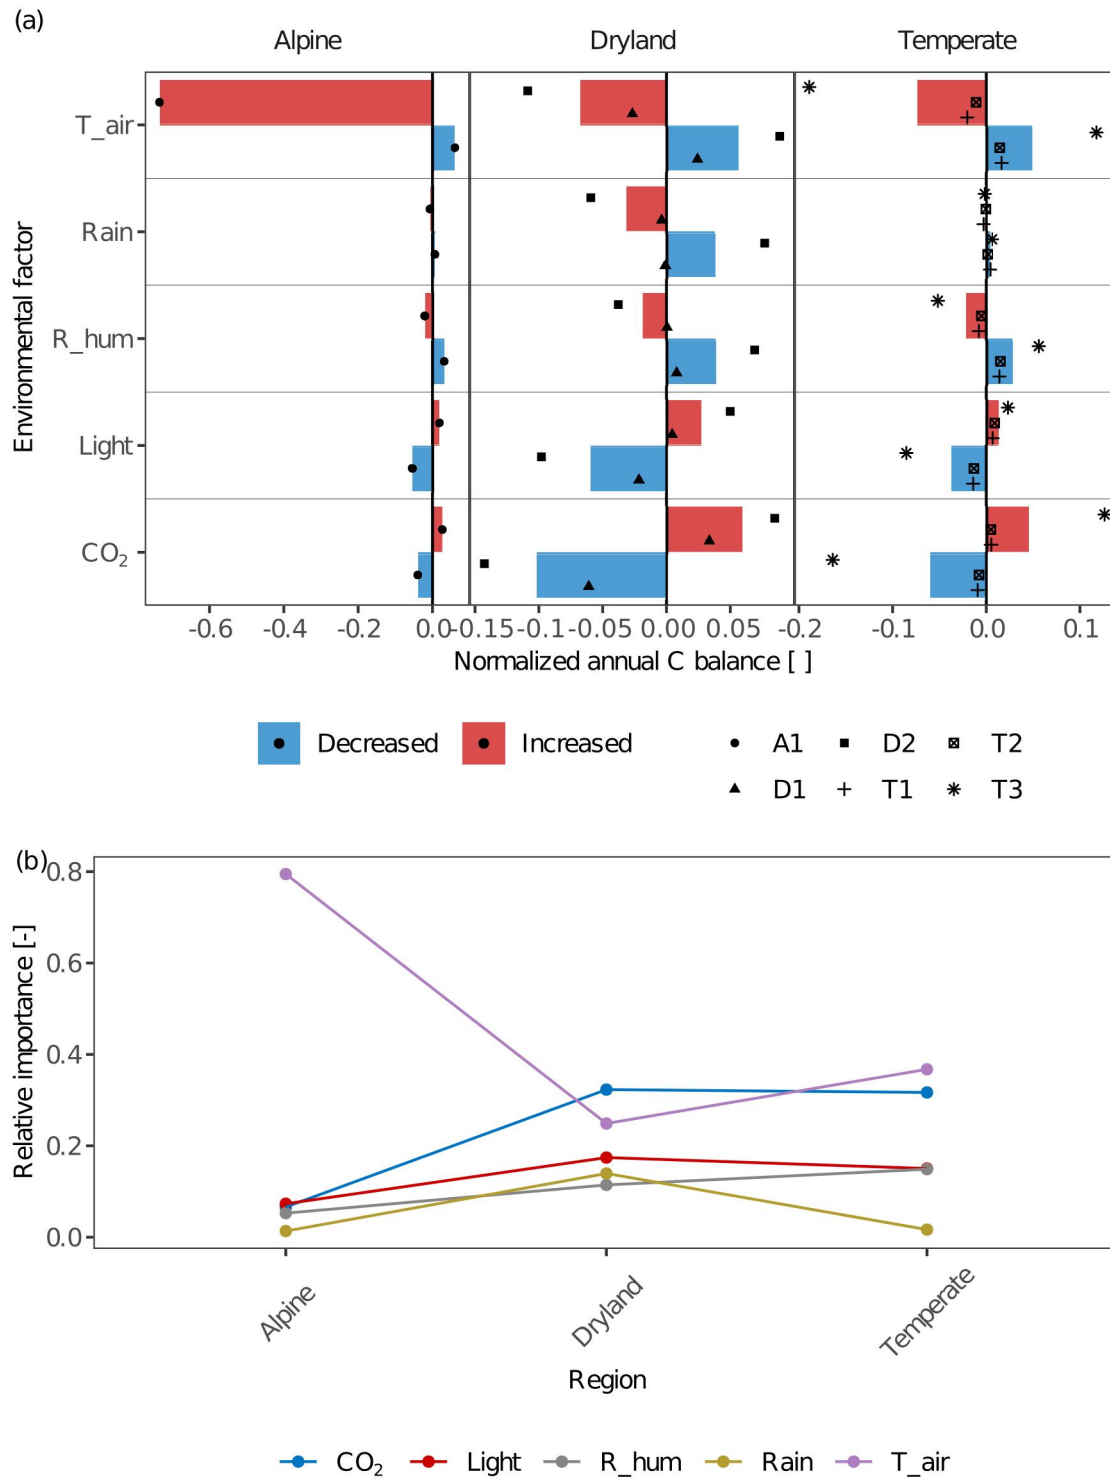 (a)
Alpine Dryland Temperate
Environmental factor
T_air
Rain
R_hum
Light
CO₂
-0.6 -0.4 -0.2 0.0 -0.15 -0.1 -0.05 0.00 0.05 -0.2 -0.1 0.0 0.1
Normalized annual C balance [ ]
Decreased Increased A1 D2 T2
D1 T1 T3
(b)
Relative importance [-]
0.8
0.6
0.4
0.2
0.0
Alpine Dryland Temperate
Region
CO₂ Light R_hum Rain T_air